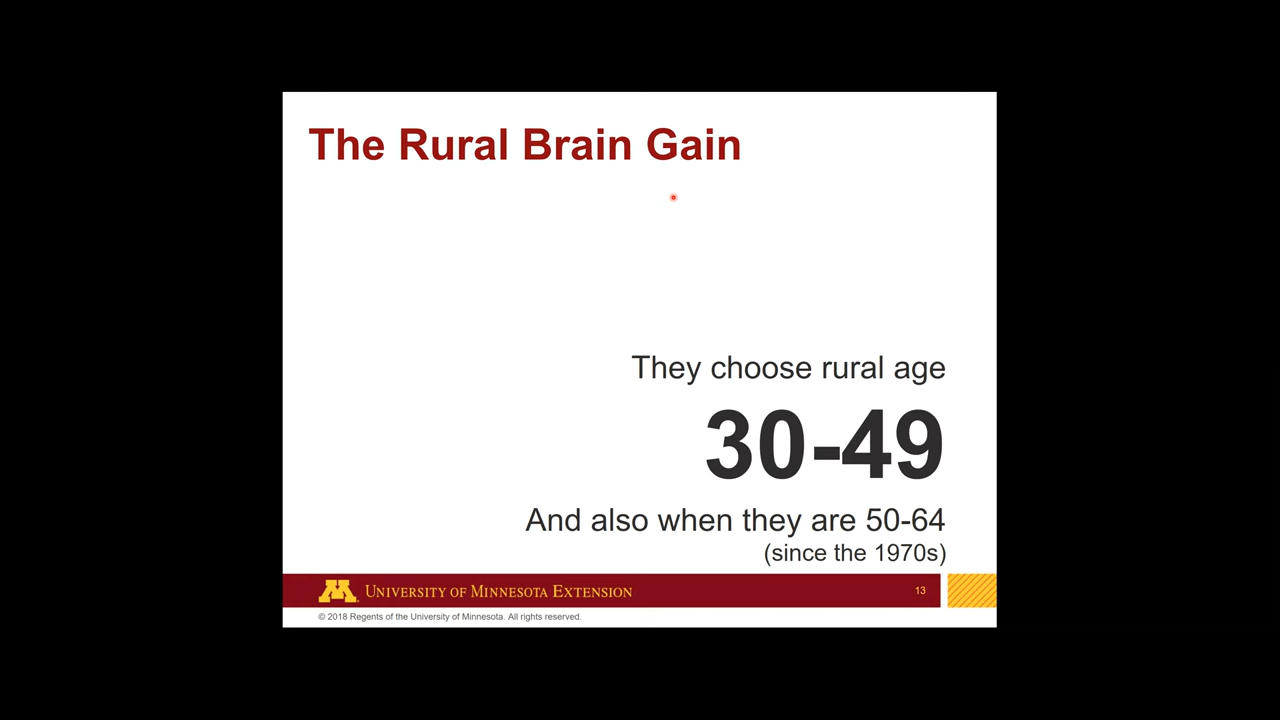 The Rural Brain Gain
They choose rural age
30-49
And also when they are 50-64
(since the 1970s)
M
UNIVERSITY OF MINNESOTA EXTENSION
13
© 2018 Regents of the University of Minnesota. All rights reserved.